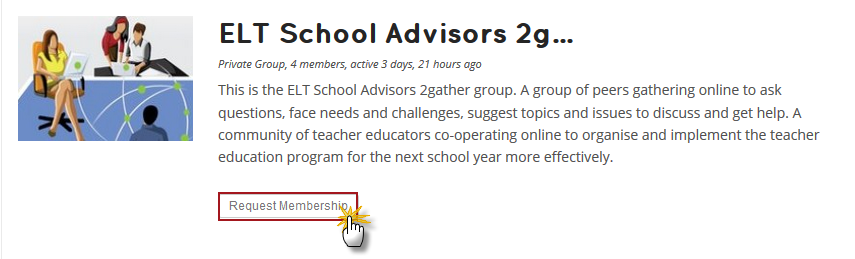 ELT School Advisors 2g...
Private Group, 4 members, active 3 days, 21 hours ago
This is the ELT School Advisors 2gather group. A group of peers gathering online to ask
questions, face needs and challenges, suggest topics and issues to discuss and get help. A
community of teacher educators co-operating online to organise and implement the teacher
education program for the next school year more effectively.
Request Membership